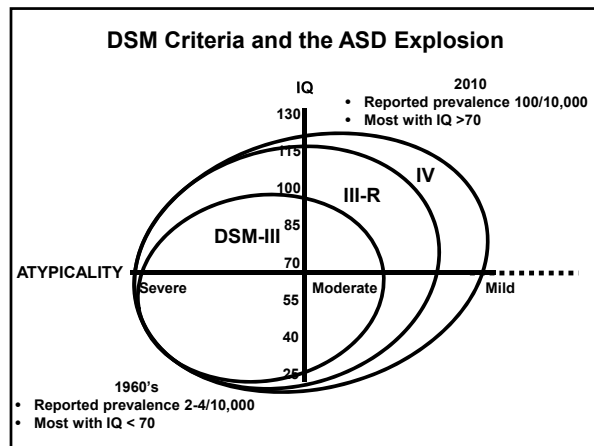 DSM Criteria and the ASD Explosion
IQ
2010
• Reported prevalence 100/10,000
• Most with IQ >70
130
115
100
85
70
55
40
25
IV
III-R
DSM-III
ATYPICALITY
Severe
Moderate
Mild
1960's
• Reported prevalence 2-4/10,000
• Most with IQ < 70